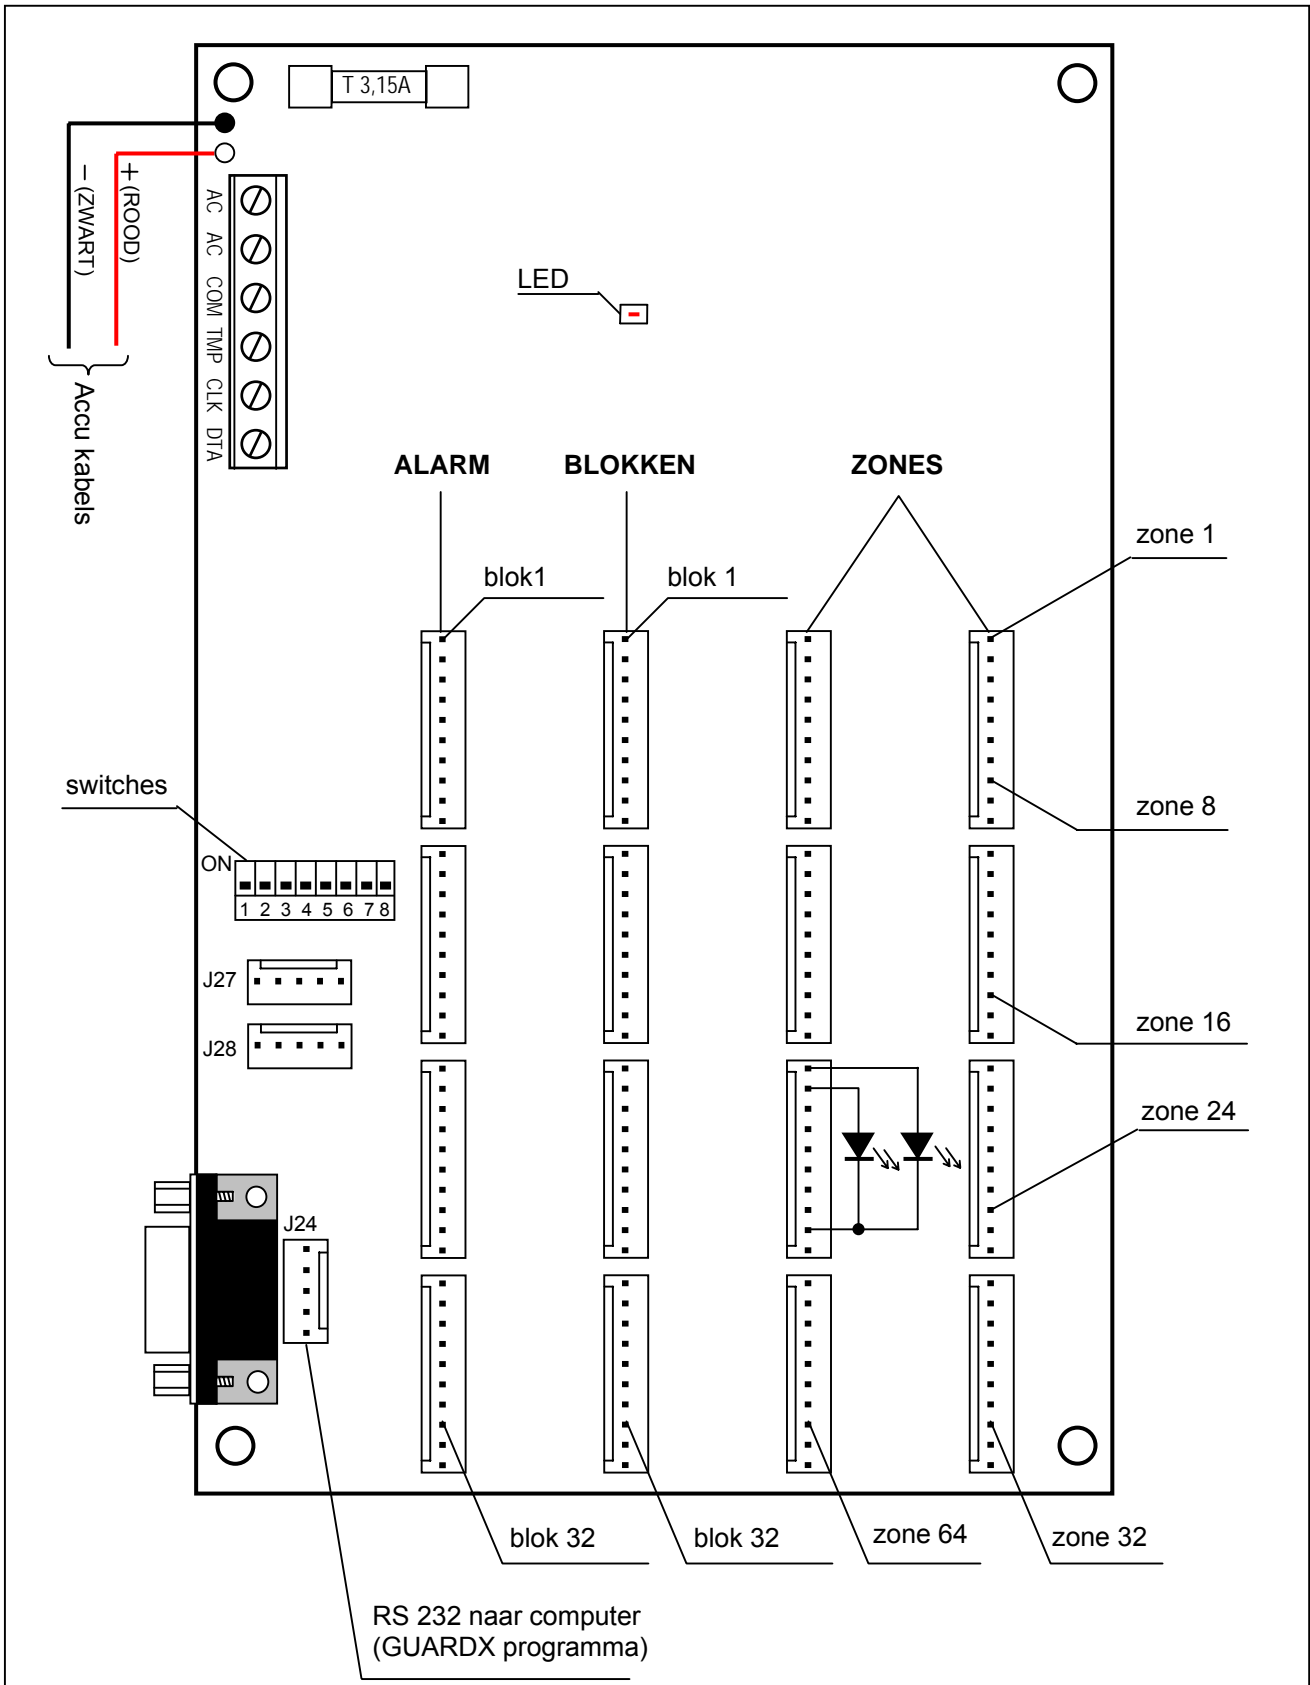 T 3,15A
+ (ROOD)
– (ZWART)
Accu kabels
AC
AC
COM
TMP
CLK
DTA
LED
ALARM
BLOKKEN
ZONES
zone 1
blok1
blok 1
switches
zone 8
ON
1 2 3 4 5 6 7 8
J27
zone 16
J28
zone 24
J24
blok 32
blok 32
zone 64
zone 32
RS 232 naar computer
(GUARDX programma)